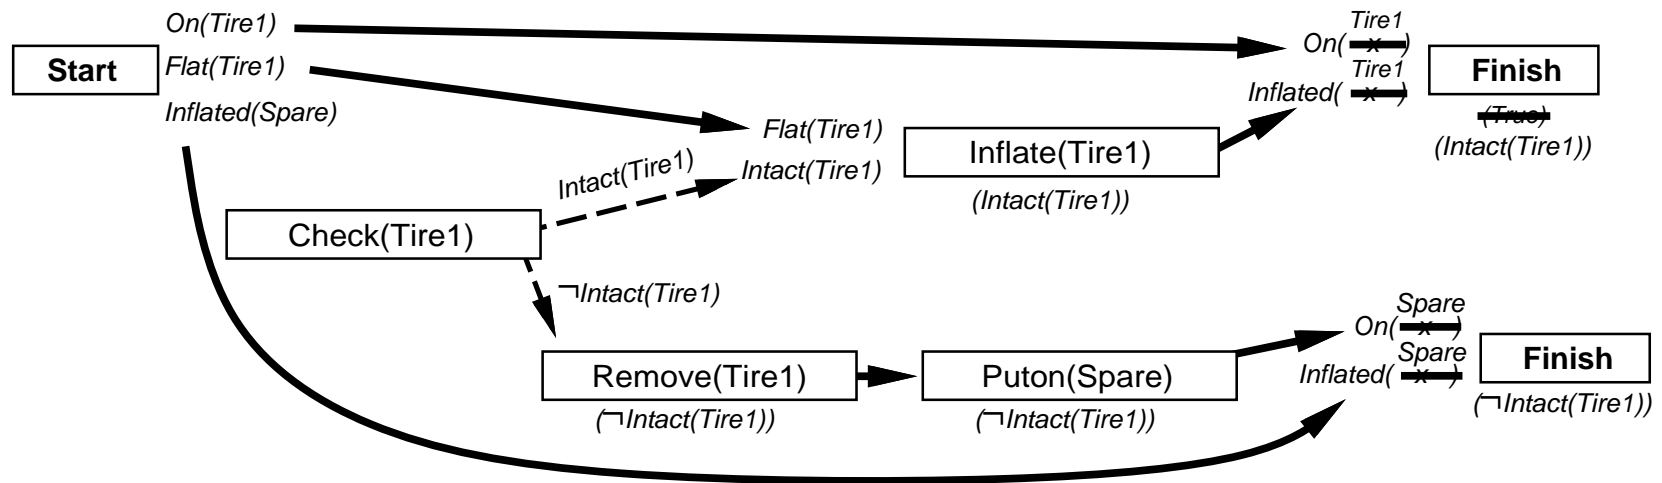 Start
On(Tire1)
Flat(Tire1)
Inflated(Spare)
Tire1
On( x )
Tire1
Inflated( x )
Finish
(True)
(Intact(Tire1))
Flat(Tire1)
Intact(Tire1)
Inflate(Tire1)
(Intact(Tire1))
Intact(Tire1)
Check(Tire1)
¬Intact(Tire1)
Remove(Tire1)
(¬Intact(Tire1))
Puton(Spare)
(¬Intact(Tire1))
Spare
On( x )
Spare
Inflated( x )
Finish
(¬Intact(Tire1))